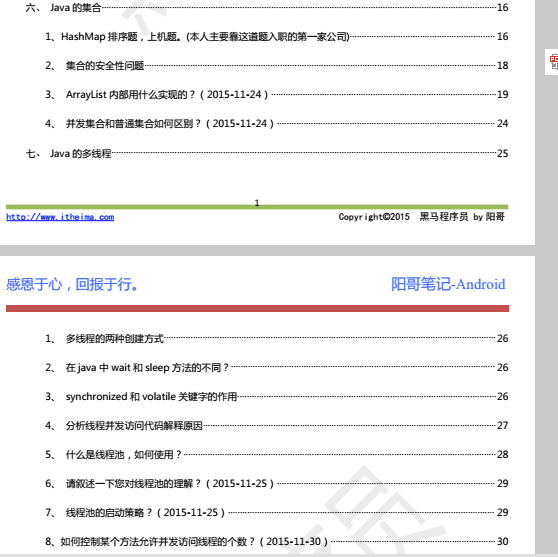 六、 Java 的集合 16
1、HashMap 排序题，上机题。(本人主要靠这道题入职的第一家公司) 16
2、 集合的安全性问题 18
3、 ArrayList 内部用什么实现的？（2015-11-24） 19
4、 并发集合和普通集合如何区别？（2015-11-24） 24
七、 Java 的多线程 25
1
http://www.itheima.com Copyright©2015 黑马程序员 by 阳哥
感恩于心，回报于行。 阳哥笔记-Android
1、 多线程的两种创建方式 26
2、 在 java 中 wait 和 sleep 方法的不同？ 26
3、 synchronized 和 volatile 关键字的作用 26
4、 分析线程并发访问代码解释原因 27
5、 什么是线程池，如何使用？ 28
6、 请叙述一下您对线程池的理解？（2015-11-25） 29
7、 线程池的启动策略？（2015-11-25） 29
8、如何控制某个方法允许并发访问线程的个数？（2015-11-30） 30